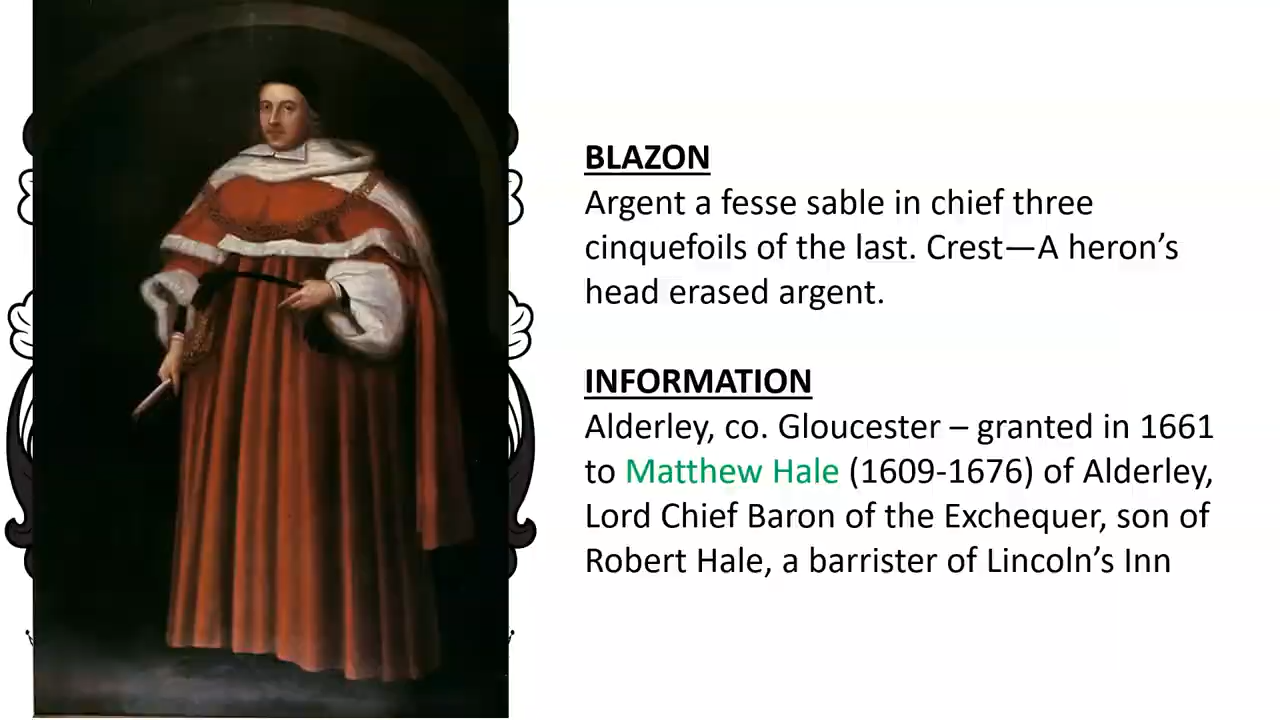 BLAZON
Argent a fesse sable in chief three
cinquefoils of the last. Crest—A heron’s
head erased argent.
INFORMATION
Alderley, co. Gloucester – granted in 1661
to Matthew Hale (1609-1676) of Alderley,
Lord Chief Baron of the Exchequer, son of
Robert Hale, a barrister of Lincoln’s Inn